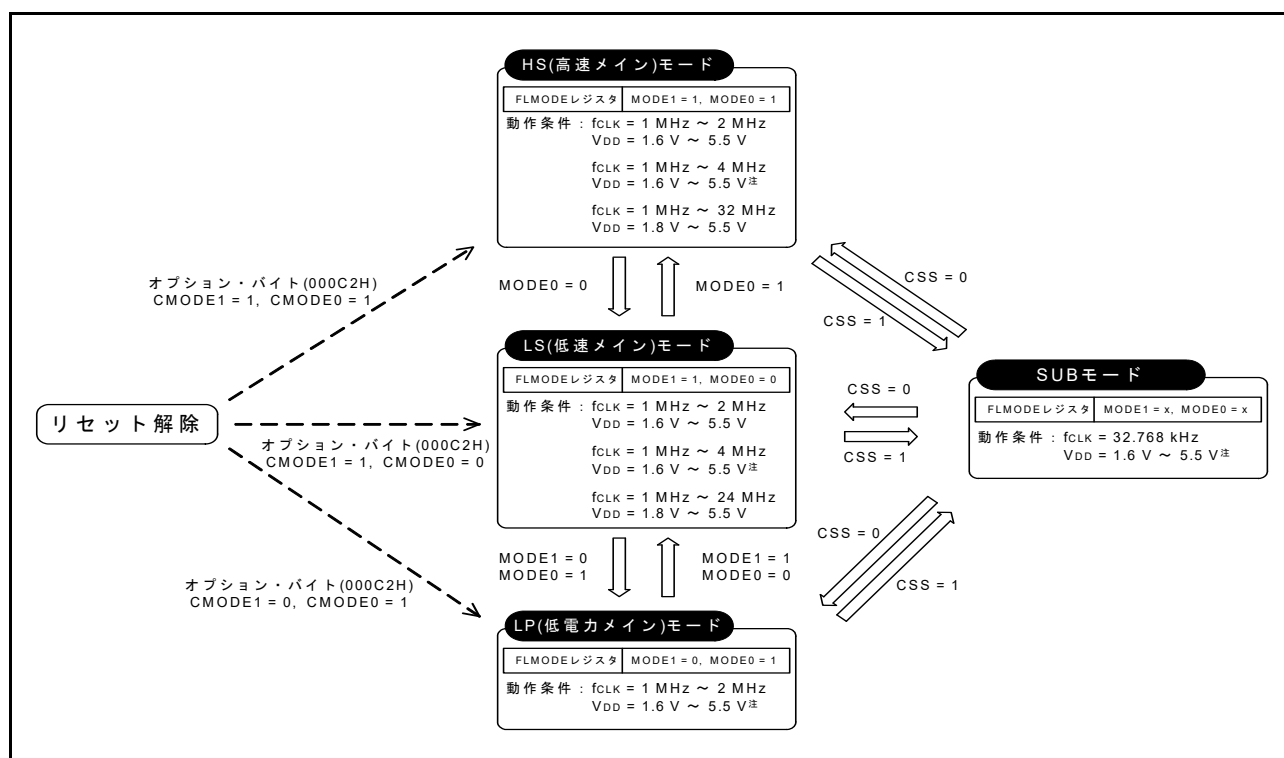 HS(高速メイン)モード
FLMODEレジスタ MODE1 = 1, MODE0 = 1
動作条件 : fCLK = 1 MHz ～ 2 MHz
VDD = 1.6 V ～ 5.5 V
fCLK = 1 MHz ～ 4 MHz
VDD = 1.6 V ～ 5.5 V注
fCLK = 1 MHz ～ 32 MHz
VDD = 1.8 V ～ 5.5 V
オプション・バイト(000C2H)
CMODE1 = 1, CMODE0 = 1
MODE0 = 0
MODE0 = 1
CSS = 0
CSS = 1
LS(低速メイン)モード
FLMODEレジスタ MODE1 = 1, MODE0 = 0
動作条件 : fCLK = 1 MHz ～ 2 MHz
VDD = 1.6 V ～ 5.5 V
fCLK = 1 MHz ～ 4 MHz
VDD = 1.6 V ～ 5.5 V注
fCLK = 1 MHz ～ 24 MHz
VDD = 1.8 V ～ 5.5 V
リセット解除
オプション・バイト(000C2H)
CMODE1 = 1, CMODE0 = 0
CSS = 0
CSS = 1
SUBモード
FLMODEレジスタ MODE1 = x, MODE0 = x
動作条件 : fCLK = 32.768 kHz
VDD = 1.6 V ～ 5.5 V注
MODE1 = 0
MODE0 = 1
MODE1 = 1
MODE0 = 0
CSS = 0
CSS = 1
オプション・バイト(000C2H)
CMODE1 = 0, CMODE0 = 1
LP(低電力メイン)モード
FLMODEレジスタ MODE1 = 0, MODE0 = 1
動作条件 : fCLK = 1 MHz ～ 2 MHz
VDD = 1.6 V ～ 5.5 V注